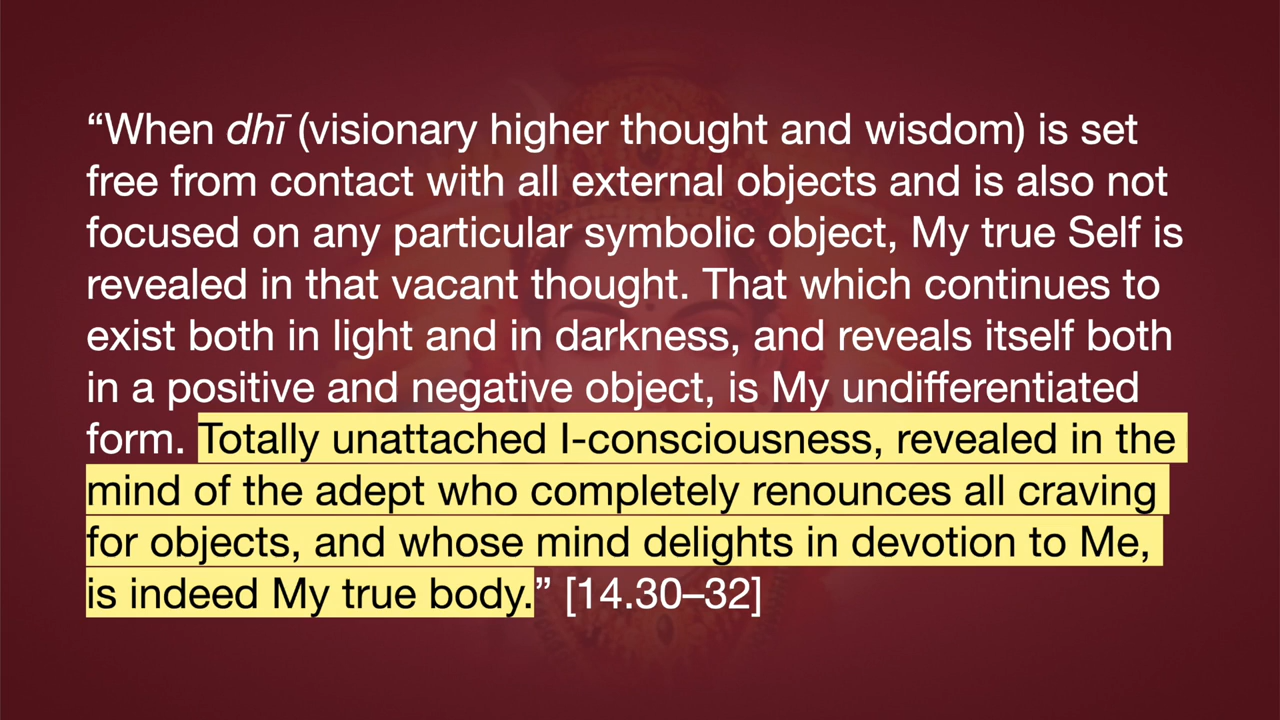 “When dhī (visionary higher thought and wisdom) is set
free from contact with all external objects and is also not
focused on any particular symbolic object, My true Self is
revealed in that vacant thought. That which continues to
exist both in light and in darkness, and reveals itself both
in a positive and negative object, is My undifferentiated
form. Totally unattached I-consciousness, revealed in the
mind of the adept who completely renounces all craving
for objects, and whose mind delights in devotion to Me,
is indeed My true body.” [14.30–32]